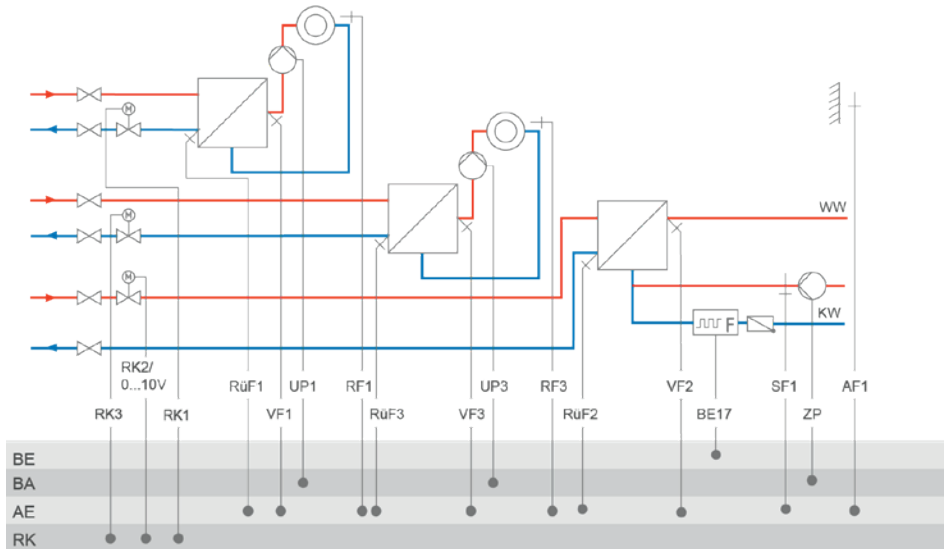 M
M
WW
M
F
KW
RK2/
0...10V
RüF1
UP1
RF1
UP3
RF3
VF2
SF1
AF1
RK3
RK1
VF1
RüF3
VF3
RüF2
BE17
ZP
BE
BA
AE
RK